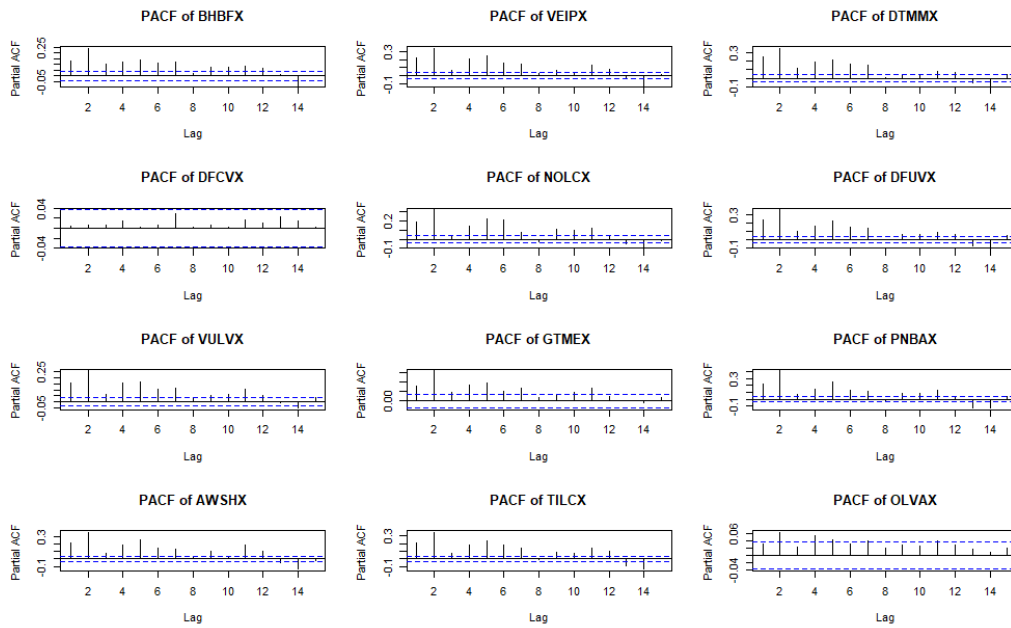 PACF of BHBFX
Partial ACF
-0.05 0.25
2 4 6 8 10 12 14
Lag
PACF of VEIPX
Partial ACF
-0.1 0.3
2 4 6 8 10 12 14
Lag
PACF of DTMMX
Partial ACF
-0.1 0.3
2 4 6 8 10 12 14
Lag
PACF of DFCVX
Partial ACF
-0.04 0.04
2 4 6 8 10 12 14
Lag
PACF of NOLCX
Partial ACF
-0.1 0.2
2 4 6 8 10 12 14
Lag
PACF of DFUVX
Partial ACF
-0.1 0.3
2 4 6 8 10 12 14
Lag
PACF of VULVX
Partial ACF
-0.05 0.25
2 4 6 8 10 12 14
Lag
PACF of GTMEX
Partial ACF
0.00
2 4 6 8 10 12 14
Lag
PACF of PNBAX
Partial ACF
-0.1 0.3
2 4 6 8 10 12 14
Lag
PACF of AWSHX
Partial ACF
-0.1 0.3
2 4 6 8 10 12 14
Lag
PACF of TILCX
Partial ACF
-0.1 0.3
2 4 6 8 10 12 14
Lag
PACF of OLVAX
Partial ACF
-0.04 0.06
2 4 6 8 10 12 14
Lag